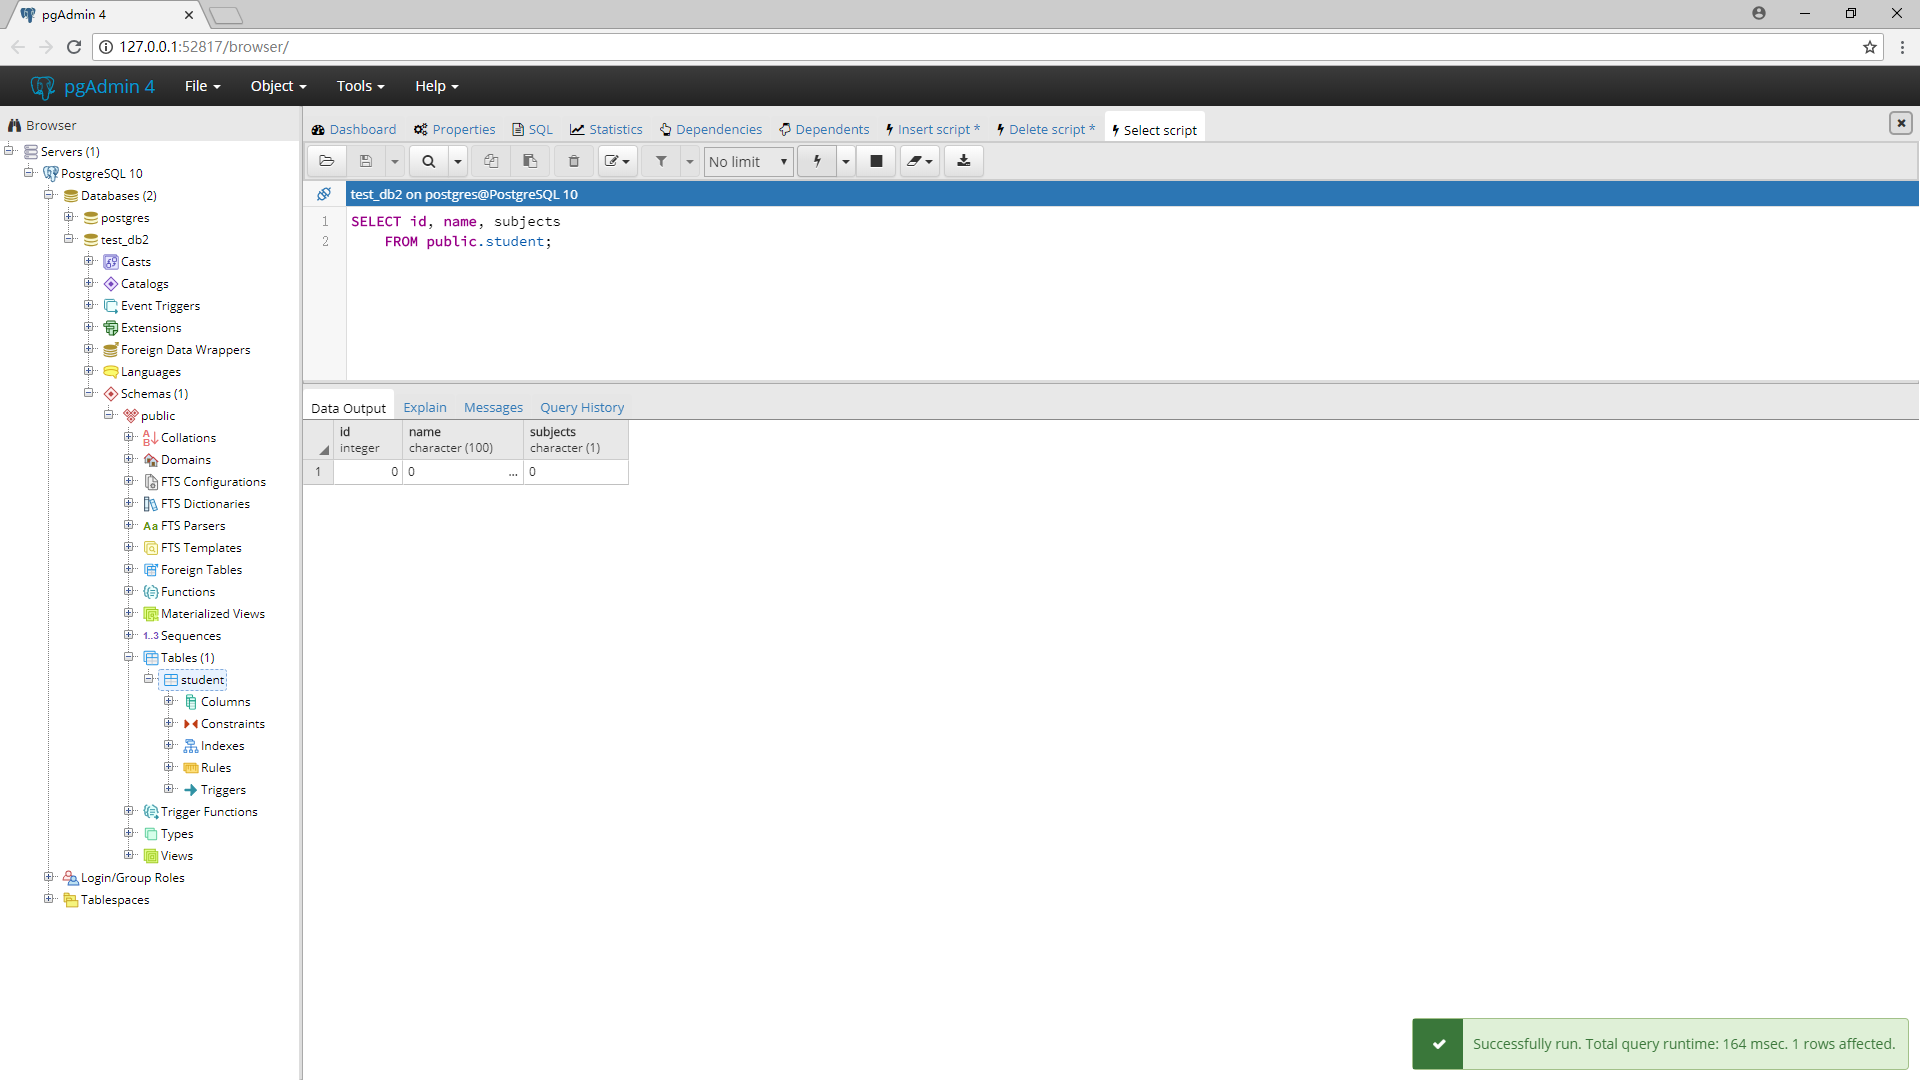 pgAdmin 4
127.0.0.1:52817/browser/
pgAdmin 4 File Object Tools Help
Browser
Servers (1)
PostgreSQL 10
Databases (2)
postgres
test_db2
Casts
Catalogs
Event Triggers
Extensions
Foreign Data Wrappers
Languages
Schemas (1)
public
Collations
Domains
FTS Configurations
FTS Dictionaries
Aa FTS Parsers
FTS Templates
Foreign Tables
Functions
Materialized Views
1..3 Sequences
Tables (1)
student
Columns
Constraints
Indexes
Rules
Triggers
Trigger Functions
Types
Views
Login/Group Roles
Tablespaces
Dashboard Properties SQL Statistics Dependencies Dependents Insert script * Delete script * Select script
No limit
test_db2 on postgres@PostgreSQL 10
1 SELECT id, name, subjects
2 FROM public.student;
Data Output Explain Messages Query History
id name subjects
integer character (100) character (1)
1 0 0 ... 0
Successfully run. Total query runtime: 164 msec. 1 rows affected.